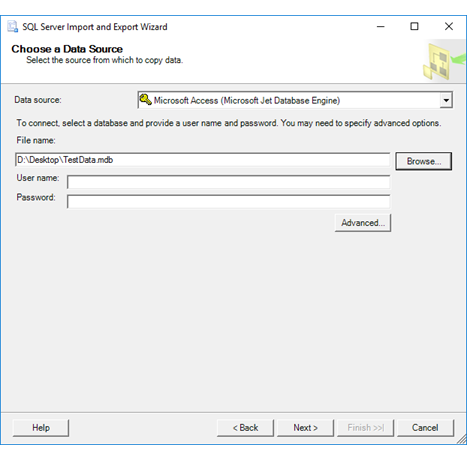 SQL Server Import and Export Wizard
Choose a Data Source
Select the source from which to copy data.
Data source: Microsoft Access (Microsoft Jet Database Engine)
To connect, select a database and provide a user name and password. You may need to specify advanced options.
File name:
D:\Desktop\TestData.mdb Browse...
User name:
Password:
Advanced...
Help < Back Next > Finish >>| Cancel